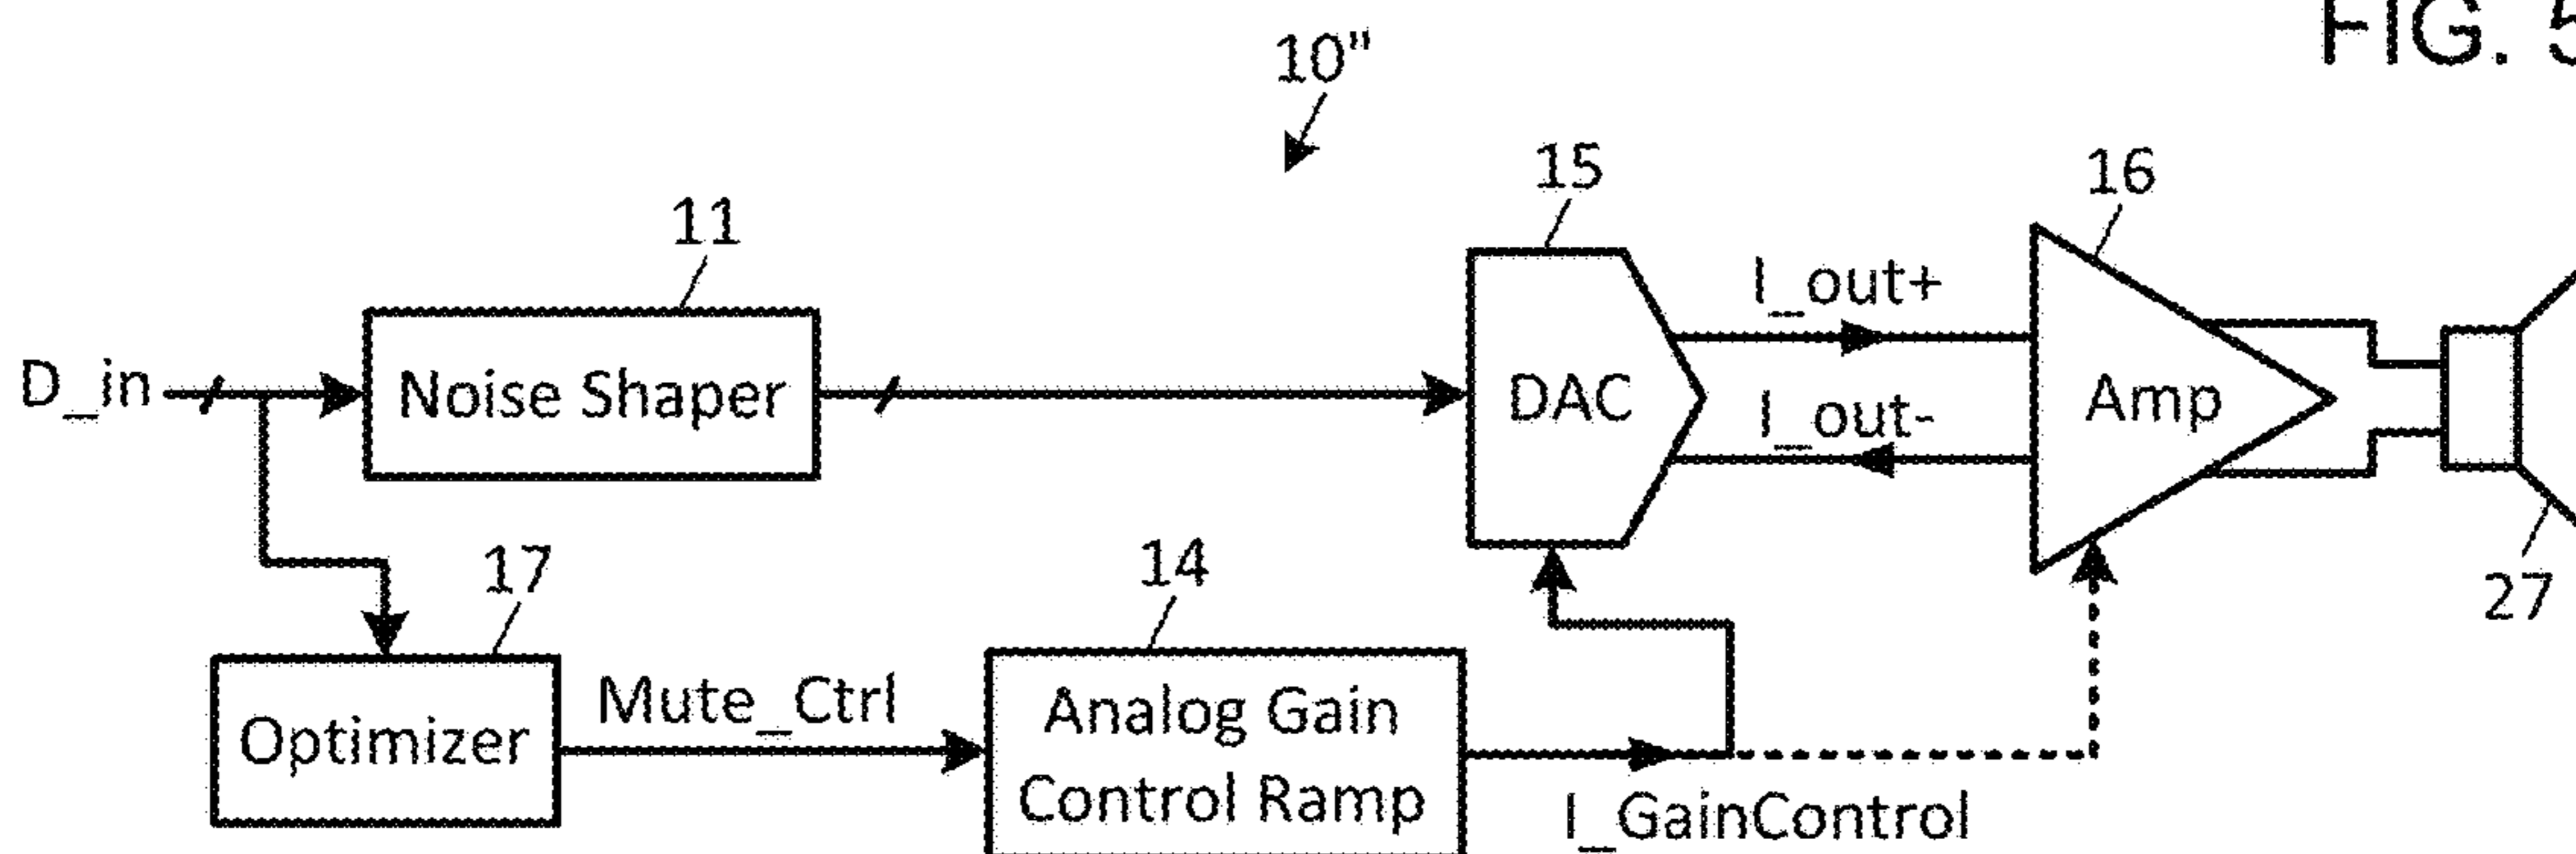 FIG. 5
10"
15
16
11
I_out+
D_in
Noise Shaper
DAC
I_out-
Amp
17
14
27
Optimizer
Mute_Ctrl
Analog Gain
Control Ramp
I_GainControl